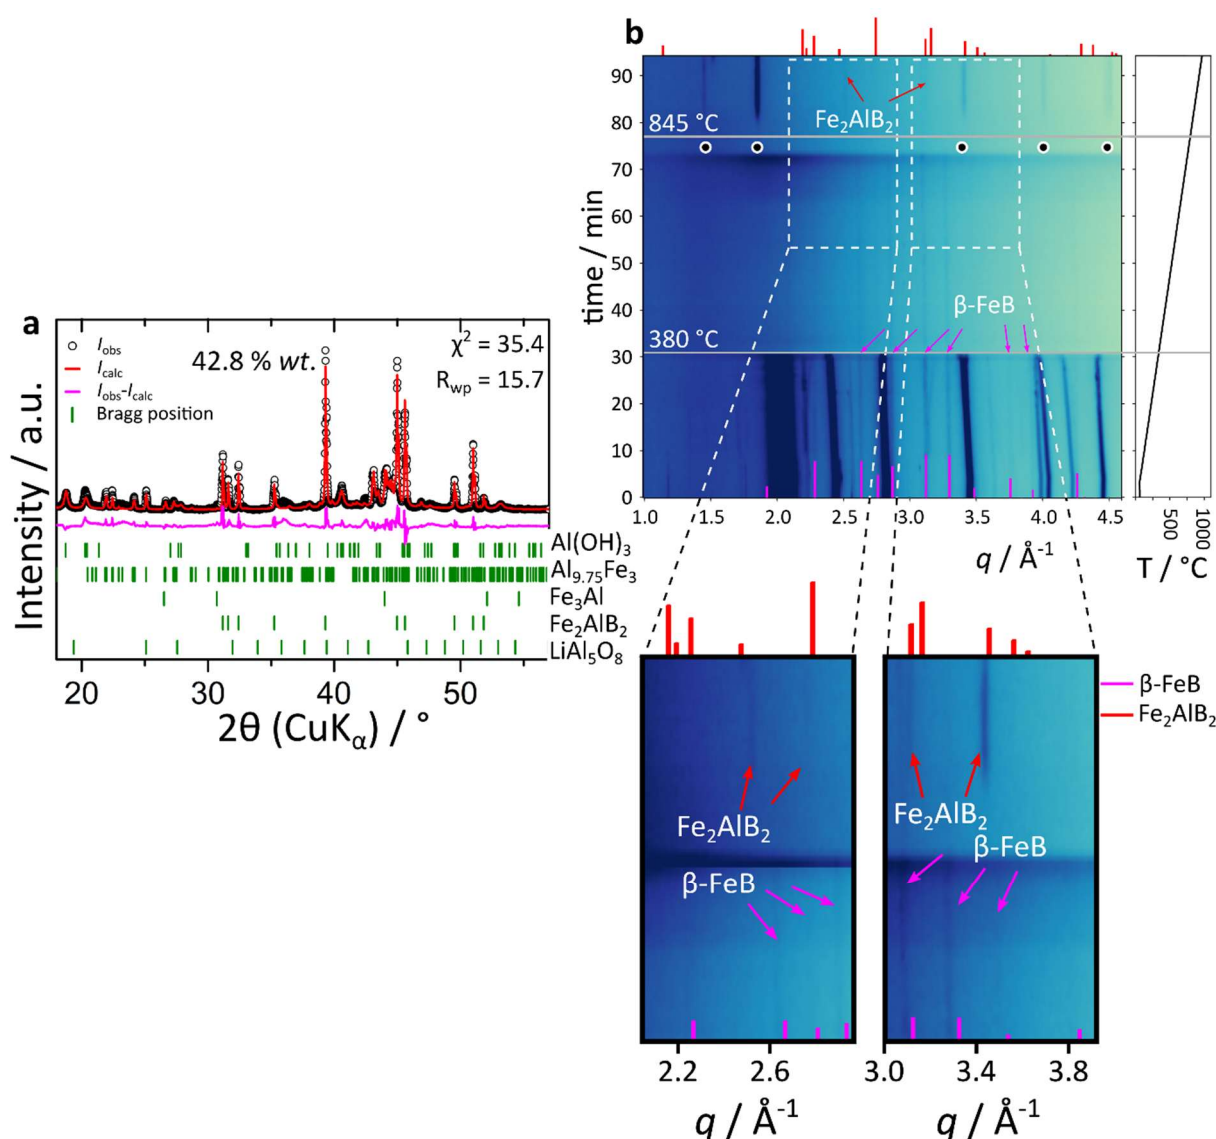 a
I_obs
I_calc
I_obs-I_calc
Bragg position
42.8 % wt.
χ² = 35.4
R_wp = 15.7
Intensity / a.u.
Al(OH)₃
Al₉.₇₅Fe₃
Fe₃Al
Fe₂AlB₂
LiAl₅O₈
20 30 40 50
2θ (CuK_α) / °
b
90
80
70
60
50
40
30
20
10
0
time / min
Fe₂AlB₂
845 °C
β-FeB
380 °C
1.0 1.5 2.0 2.5 3.0 3.5 4.0 4.5
q / Å⁻¹
500 1000
T / °C
β-FeB
Fe₂AlB₂
Fe₂AlB₂
β-FeB
2.2 2.6
q / Å⁻¹
Fe₂AlB₂
β-FeB
3.0 3.4 3.8
q / Å⁻¹